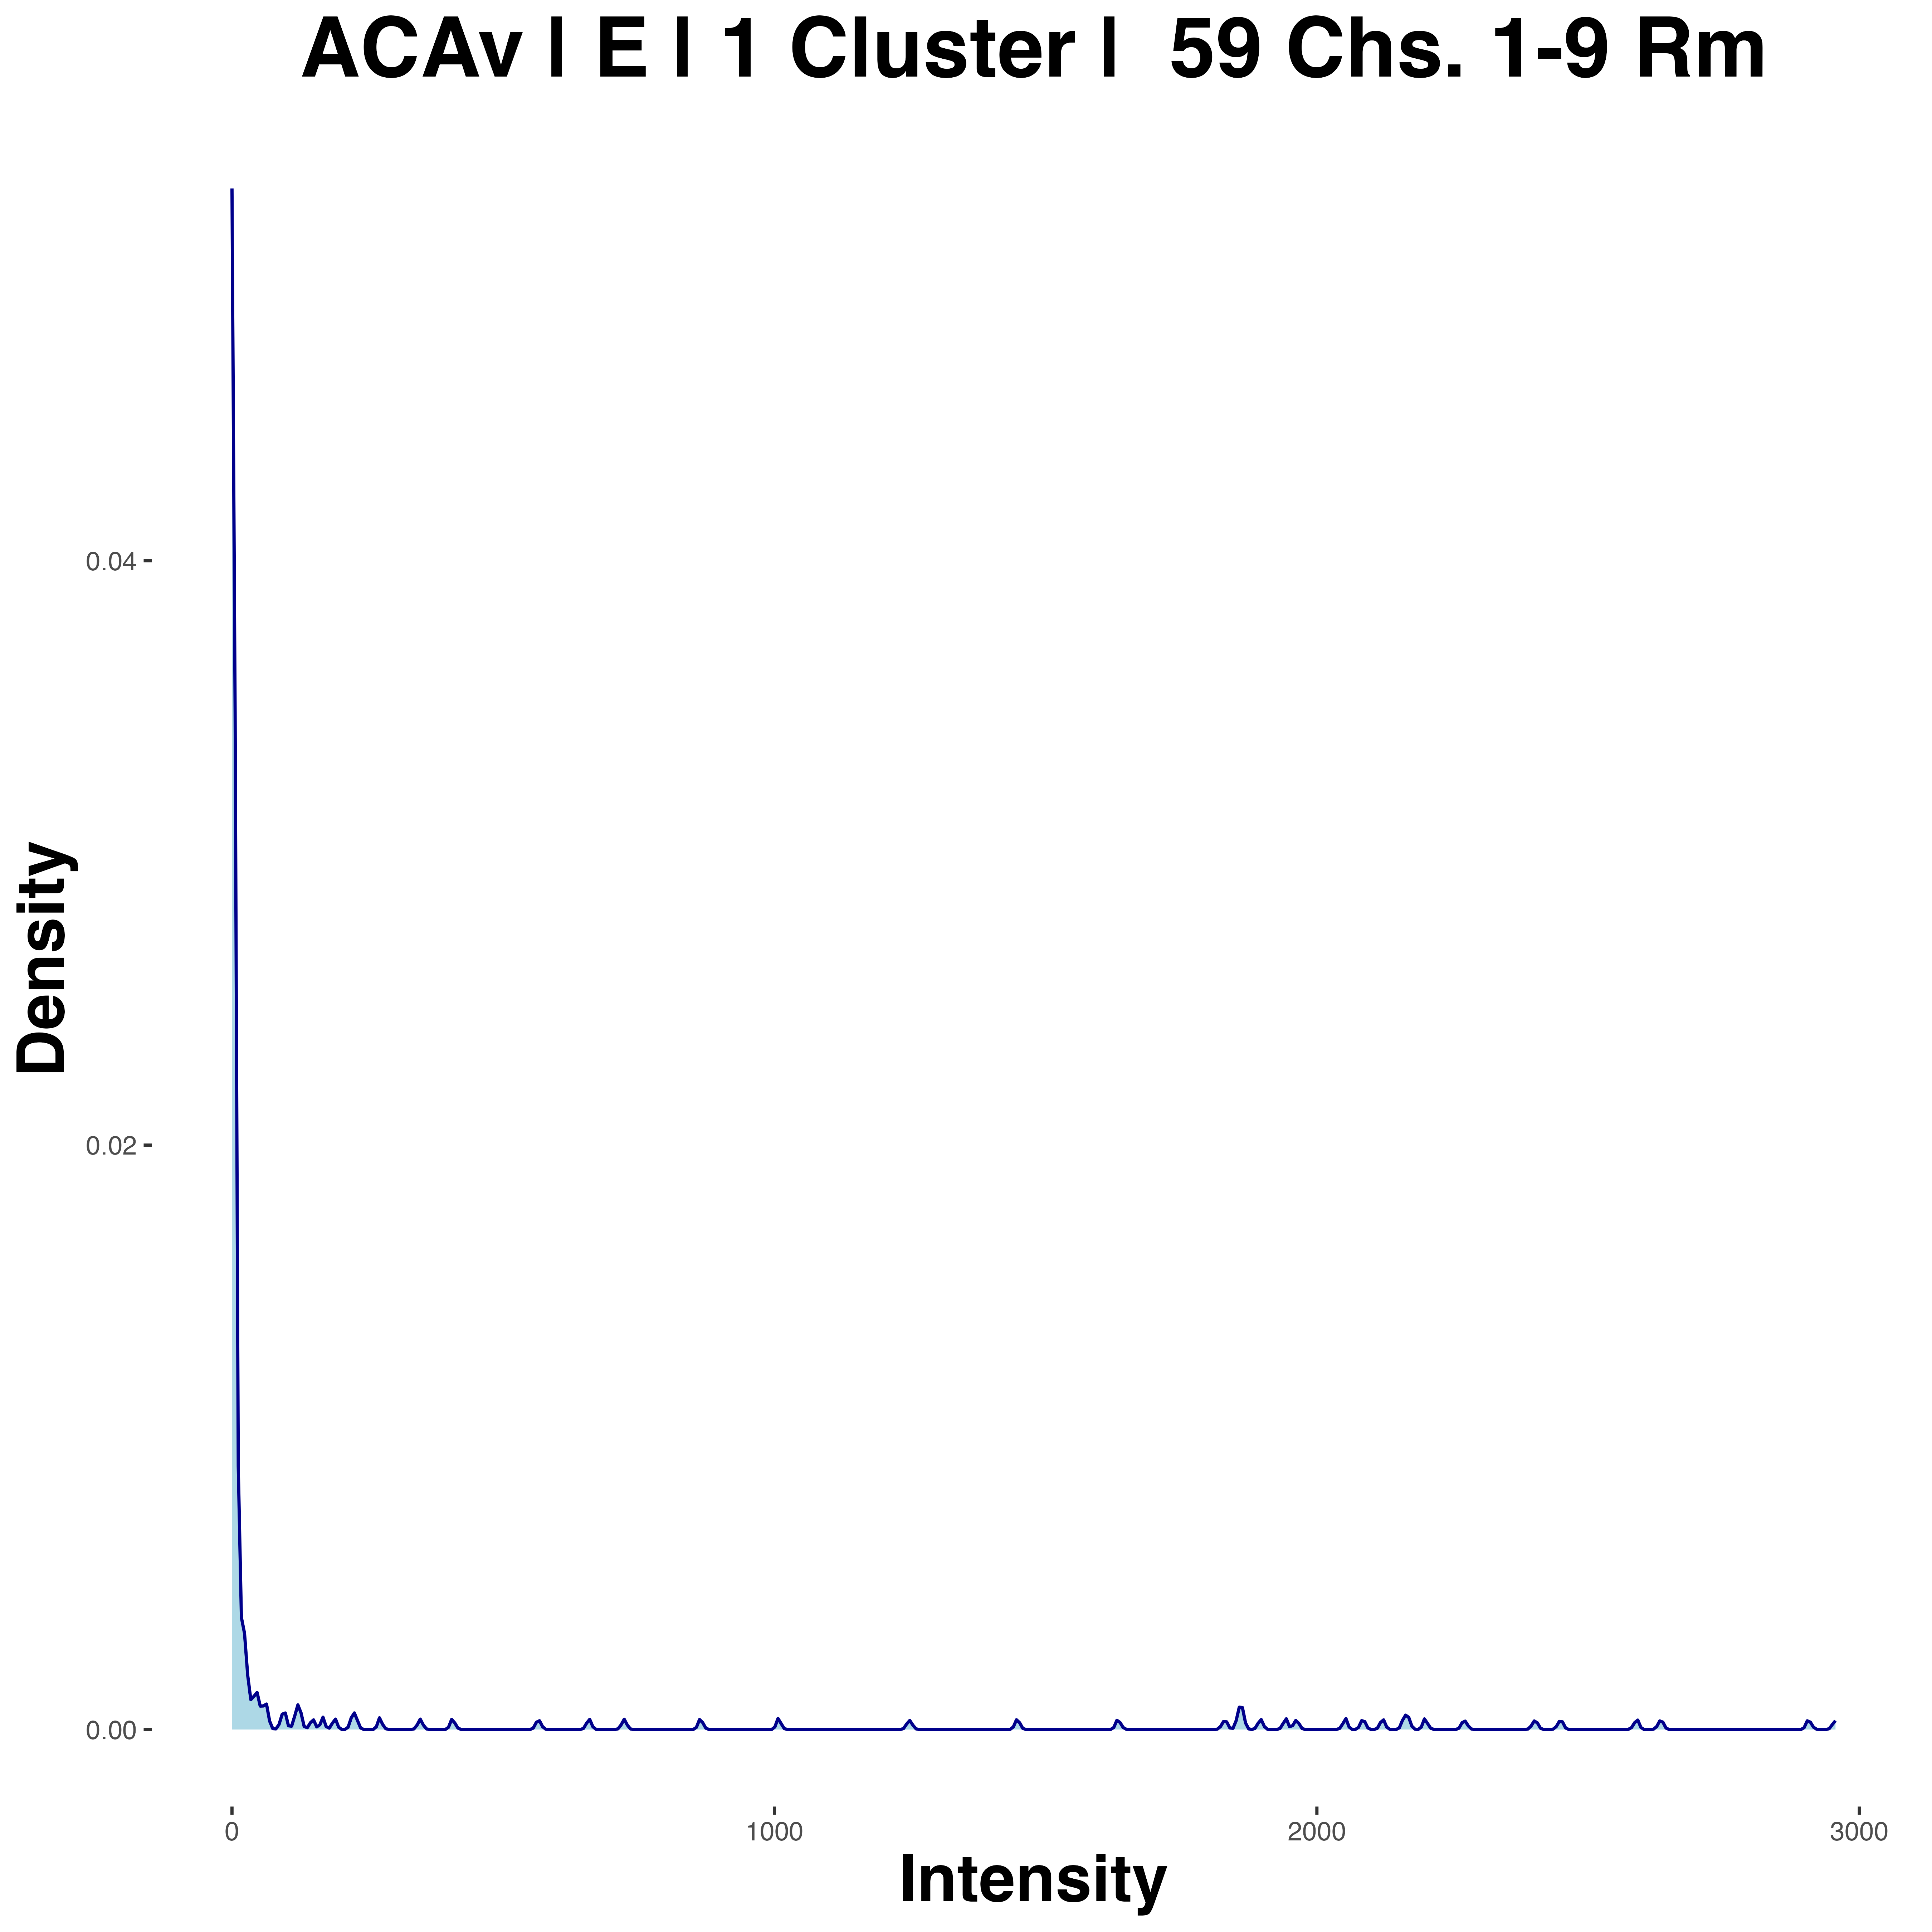 ACAv | E | 1 Cluster |  59 Chs. 1-9 Rm
Density
0.04
0.02
0.00
0 1000 2000 3000
Intensity